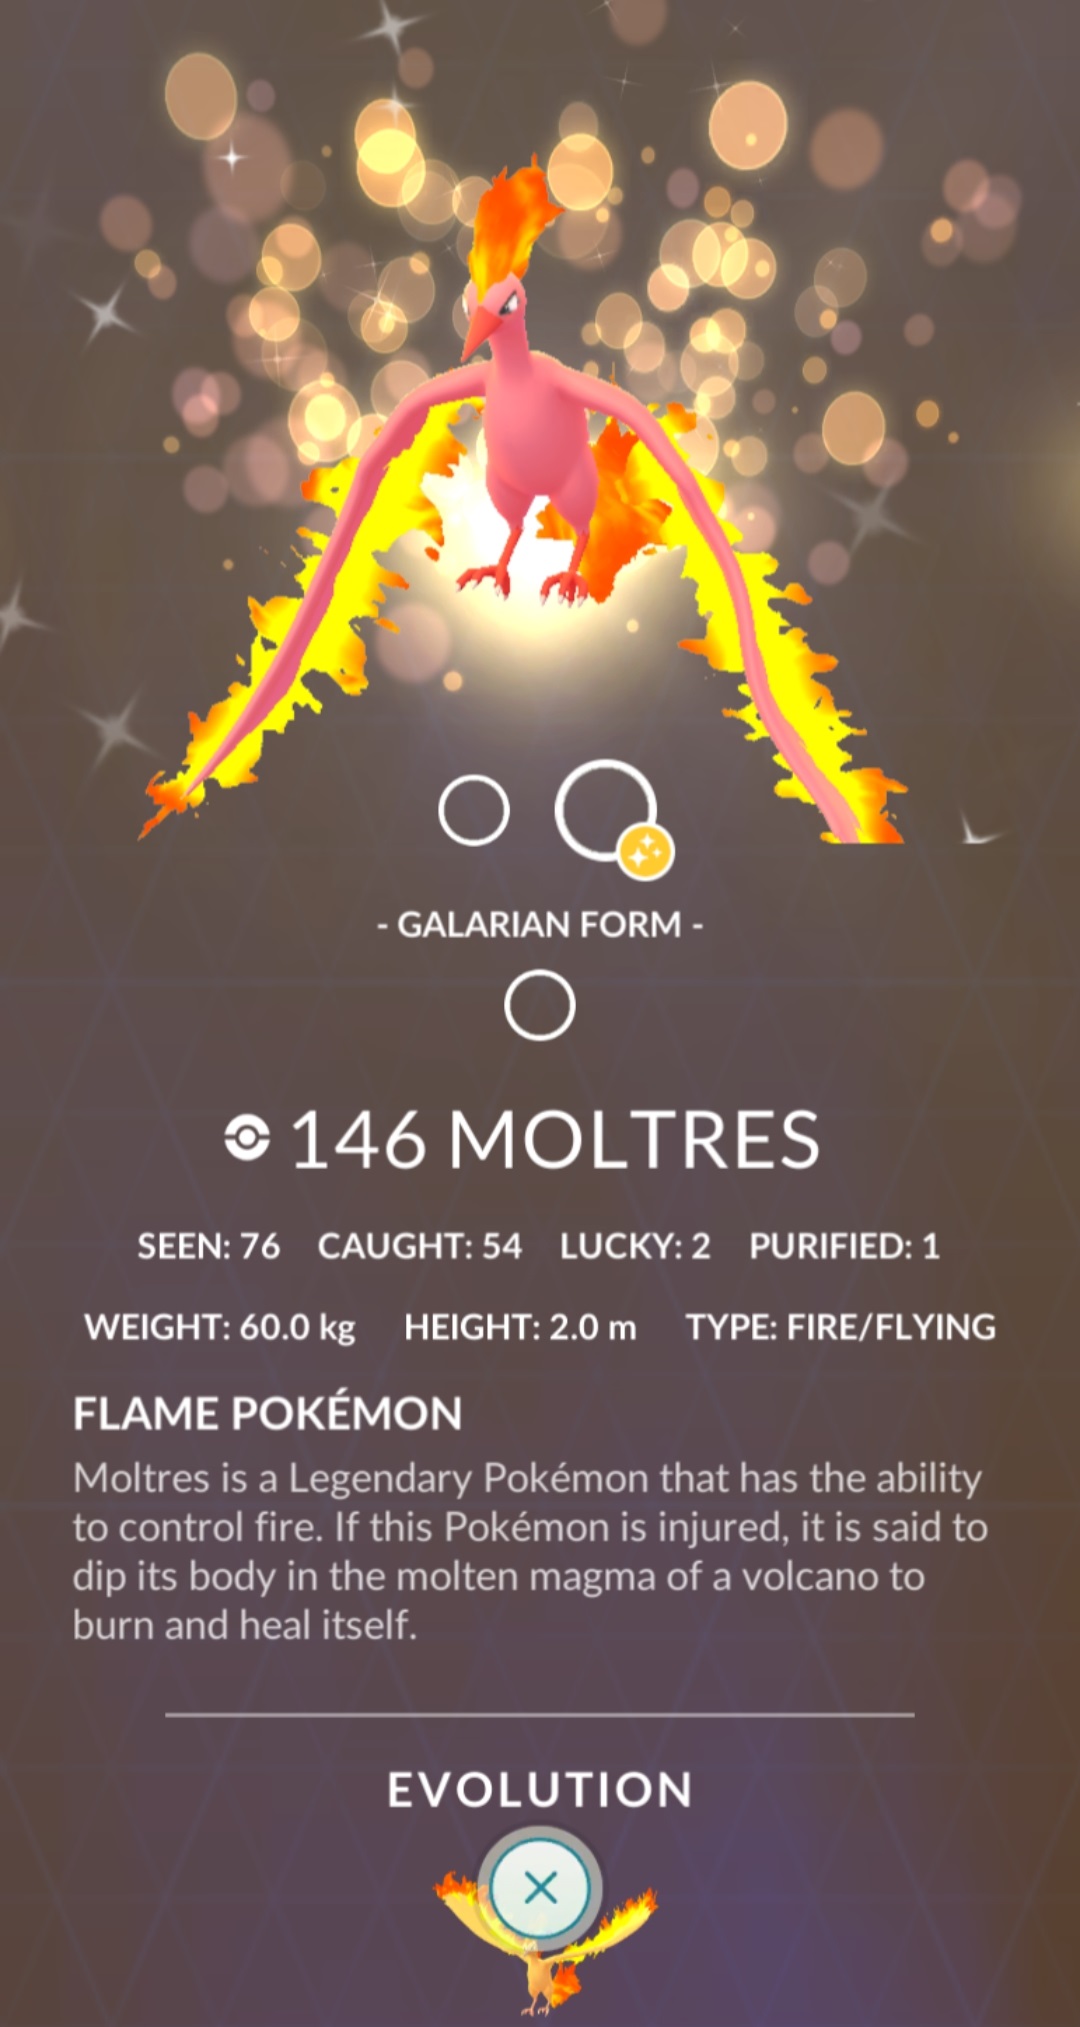 - GALARIAN FORM -
146 MOLTRES
SEEN: 76 CAUGHT: 54 LUCKY: 2 PURIFIED: 1
WEIGHT: 60.0 kg HEIGHT: 2.0 m TYPE: FIRE/FLYING
FLAME POKÉMON
Moltres is a Legendary Pokémon that has the ability
to control fire. If this Pokémon is injured, it is said to
dip its body in the molten magma of a volcano to
burn and heal itself.
EVOLUTION